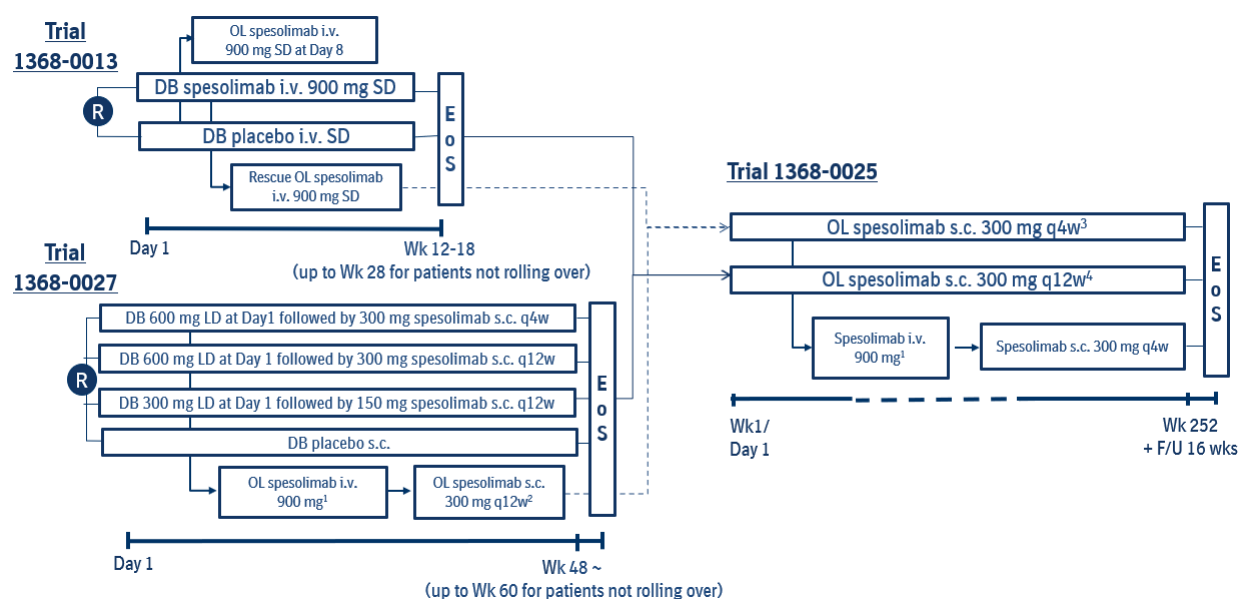 Trial
1368-0013
OL spesolimab i.v.
900 mg SD at Day 8
DB spesolimab i.v. 900 mg SD
R
DB placebo i.v. SD
Rescue OL spesolimab
i.v. 900 mg SD
E
o
S
Day 1
Wk 12-18
(up to Wk 28 for patients not rolling over)
Trial
1368-0027
DB 600 mg LD at Day1 followed by 300 mg spesolimab s.c. q4w
DB 600 mg LD at Day 1 followed by 300 mg spesolimab s.c. q12w
R
DB 300 mg LD at Day 1 followed by 150 mg spesolimab s.c. q12w
DB placebo s.c.
OL spesolimab i.v.
900 mg¹
OL spesolimab s.c.
300 mg q12w²
E
o
S
Day 1
Wk 48 ~
(up to Wk 60 for patients not rolling over)
Trial 1368-0025
OL spesolimab s.c. 300 mg q4w³
OL spesolimab s.c. 300 mg q12w⁴
Spesolimab i.v.
900 mg¹
Spesolimab s.c. 300 mg q4w
E
o
S
Wk1/
Day 1
Wk 252
+ F/U 16 wks